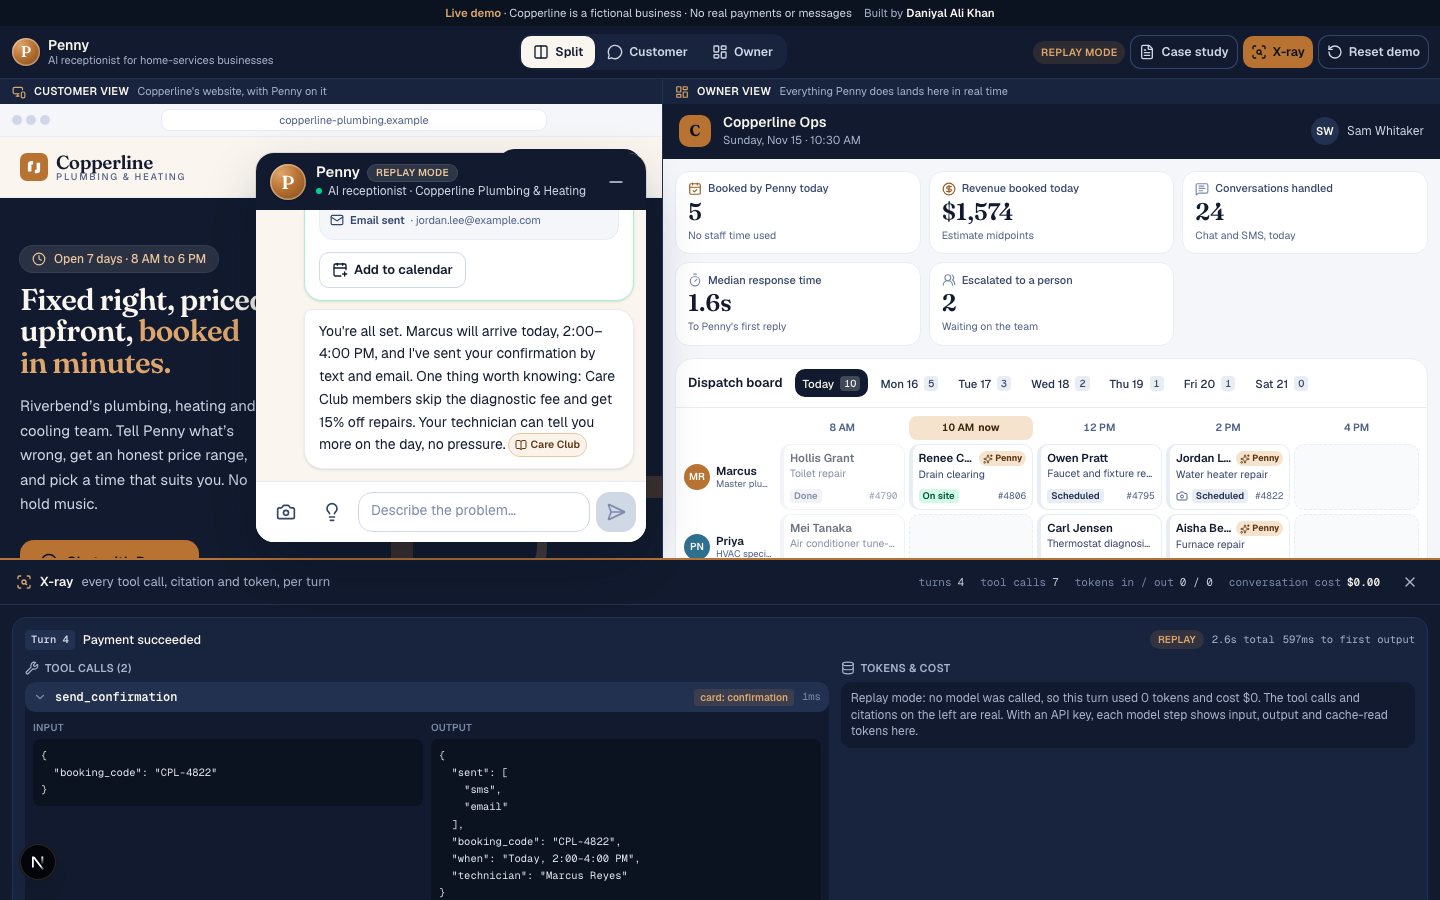 Live demo · Copperline is a fictional business · No real payments or messages Built by Daniyal Ali Khan
P
Penny
AI receptionist for home-services businesses
Split
Customer
Owner
REPLAY MODE
Case study
X-ray
Reset demo
CUSTOMER VIEW Copperline's website, with Penny on it
copperline-plumbing.example
Copperline
PLUMBING & HEATING
Open 7 days · 8 AM to 6 PM
Fixed right, priced
upfront, booked
in minutes.
Riverbend's plumbing, heating and
cooling team. Tell Penny what's
wrong, get an honest price range,
and pick a time that suits you. No
hold music.
P
Penny REPLAY MODE
AI receptionist · Copperline Plumbing & Heating
Email sent · jordan.lee@example.com
Add to calendar
You're all set. Marcus will arrive today, 2:00–
4:00 PM, and I've sent your confirmation by
text and email. One thing worth knowing: Care
Club members skip the diagnostic fee and get
15% off repairs. Your technician can tell you
more on the day, no pressure. Care Club
Describe the problem...
OWNER VIEW Everything Penny does lands here in real time
C
Copperline Ops
Sunday, Nov 15 · 10:30 AM
SW Sam Whitaker
Booked by Penny today
5
No staff time used
Revenue booked today
$1,574
Estimate midpoints
Conversations handled
24
Chat and SMS, today
Median response time
1.6s
To Penny's first reply
Escalated to a person
2
Waiting on the team
Dispatch board Today 10 Mon 16 5 Tue 17 3 Wed 18 2 Thu 19 1 Fri 20 1 Sat 21 0
8 AM 10 AM now 12 PM 2 PM 4 PM
MR Marcus
Master plu...
Hollis Grant
Toilet repair
Done #4790
Renee C... Penny
Drain clearing
On site #4806
Owen Pratt
Faucet and fixture re...
Scheduled #4795
Jordan L... Penny
Water heater repair
Scheduled #4822
PN Priya
HVAC speci...
Mei Tanaka
Air conditioner tune-...
Carl Jensen
Thermostat diagnosi...
Aisha Be... Penny
Furnace repair
X-ray every tool call, citation and token, per turn
turns 4 tool calls 7 tokens in / out 0 / 0 conversation cost $0.00
Turn 4 Payment succeeded
REPLAY 2.6s total 597ms to first output
TOOL CALLS (2)
send_confirmation card: confirmation 1ms
INPUT
{
"booking_code": "CPL-4822"
}
OUTPUT
{
"sent": [
"sms",
"email"
],
"booking_code": "CPL-4822",
"when": "Today, 2:00–4:00 PM",
"technician": "Marcus Reyes"
}
TOKENS & COST
Replay mode: no model was called, so this turn used 0 tokens and cost $0. The tool calls and
citations on the left are real. With an API key, each model step shows input, output and cache-read
tokens here.
N